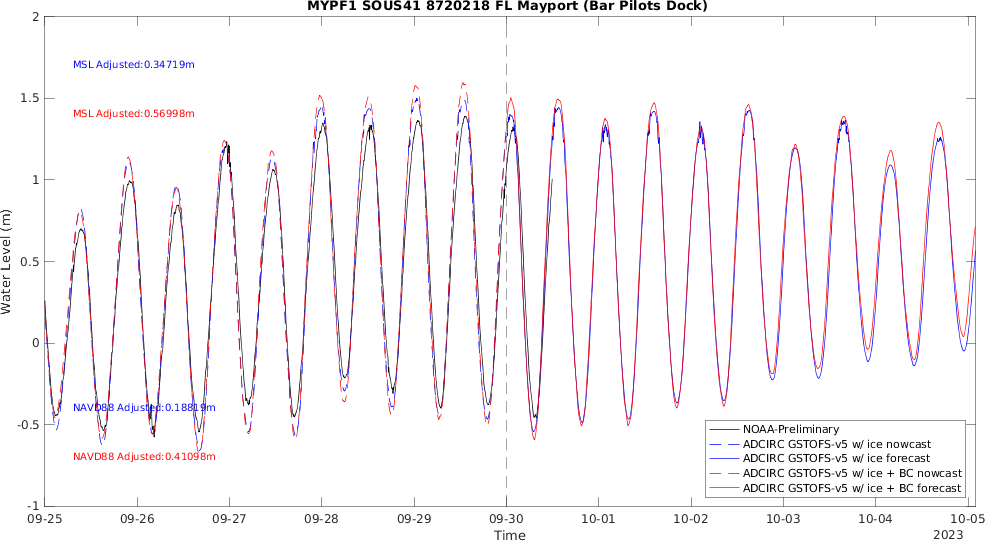 MYPF1 SOUS41 8720218 FL Mayport (Bar Pilots Dock)
2
1.5
1
0.5
0
-0.5
-1
Water Level (m)
MSL Adjusted:0.34719m
MSL Adjusted:0.56998m
NAVD88 Adjusted:0.18819m
NAVD88 Adjusted:0.41098m
NOAA-Preliminary
ADCIRC GSTOFS-v5 w/ ice nowcast
ADCIRC GSTOFS-v5 w/ ice forecast
ADCIRC GSTOFS-v5 w/ ice + BC nowcast
ADCIRC GSTOFS-v5 w/ ice + BC forecast
09-25 09-26 09-27 09-28 09-29 09-30 10-01 10-02 10-03 10-04 10-05
Time
2023